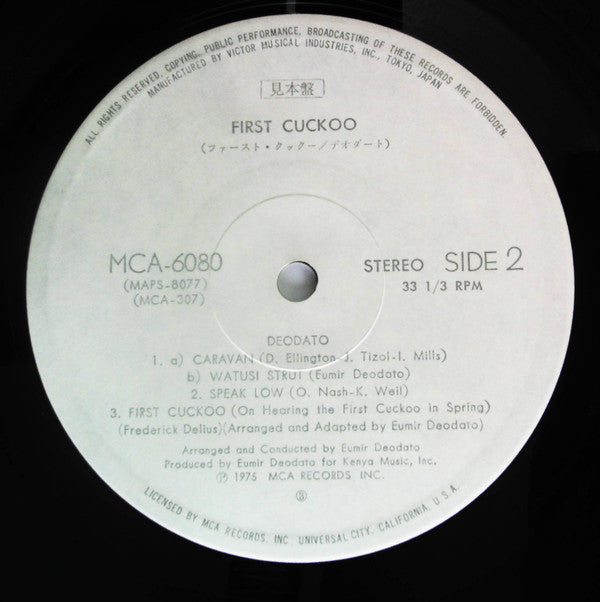 ALL RIGHTS RESERVED. COPYING, PUBLIC PERFORMANCE, BROADCASTING OF THESE RECORDS ARE FORBIDDEN.
MANUFACTURED BY VICTOR MUSICAL INDUSTRIES, INC., TOKYO, JAPAN
見本盤
FIRST CUCKOO
(ファースト・クックー/デオダート)
MCA-6080
(MAPS-8077)
(MCA-307)
STEREO SIDE 2
33 1/3 RPM
DEODATO
1. a) CARAVAN (D. Ellington-J. Tizol-I. Mills)
b) WATUSI STRUT (Eumir Deodato)
2. SPEAK LOW (O. Nash-K. Weil)
3. FIRST CUCKOO (On Hearing the First Cuckoo in Spring)
(Frederick Delius)(Arranged and Adapted by Eumir Deodato)
Arranged and Conducted by Eumir Deodato
Produced by Eumir Deodato for Kenya Music, Inc.
Ⓟ 1975 MCA RECORDS INC.
Ⓢ
LICENSED BY MCA RECORDS, INC. UNIVERSAL CITY, CALIFORNIA, U.S.A.